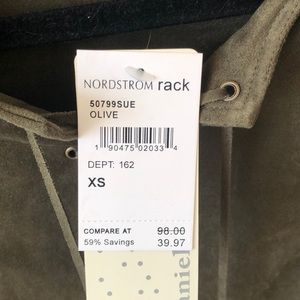 NORDSTROM rack
50799SUE
OLIVE
1 90475 02033 4
DEPT: 162
XS
COMPARE AT 98.00
59% Savings 39.97
aniel